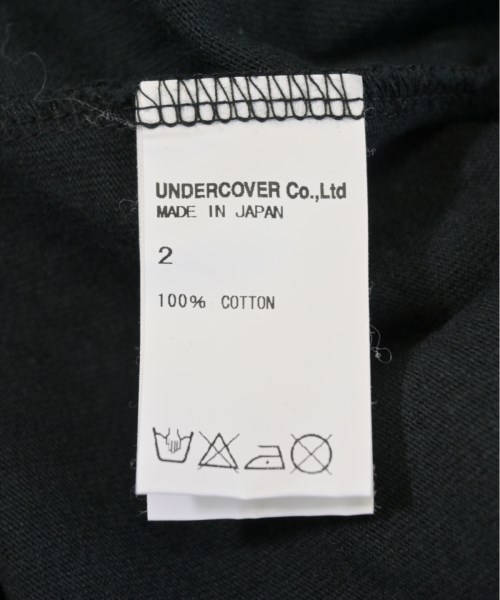 UNDERCOVER Co.,Ltd
MADE IN JAPAN
2
100% COTTON